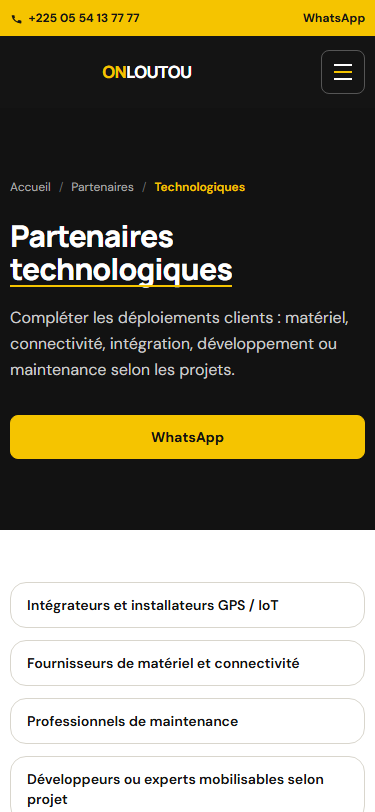 +225 05 54 13 77 77 WhatsApp
ONLOUTOU
Accueil / Partenaires / Technologiques
Partenaires
technologiques
Compléter les déploiements clients : matériel,
connectivité, intégration, développement ou
maintenance selon les projets.
WhatsApp
Intégrateurs et installateurs GPS / IoT
Fournisseurs de matériel et connectivité
Professionnels de maintenance
Développeurs ou experts mobilisables selon
projet